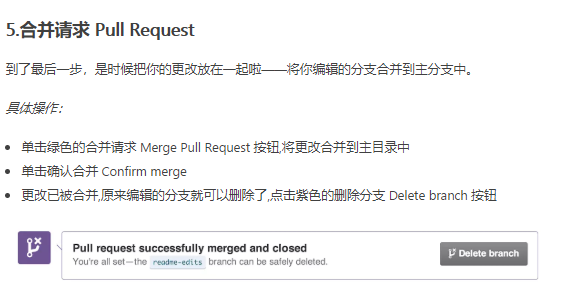 5.合并请求 Pull Request
到了最后一步，是时候把你的更改放在一起啦——将你编辑的分支合并到主分支中。
具体操作：
单击绿色的合并请求 Merge Pull Request 按钮,将更改合并到主目录中
单击确认合并 Confirm merge
更改已被合并,原来编辑的分支就可以删除了,点击紫色的删除分支 Delete branch 按钮
Pull request successfully merged and closed
You're all set—the readme-edits branch can be safely deleted.
Delete branch